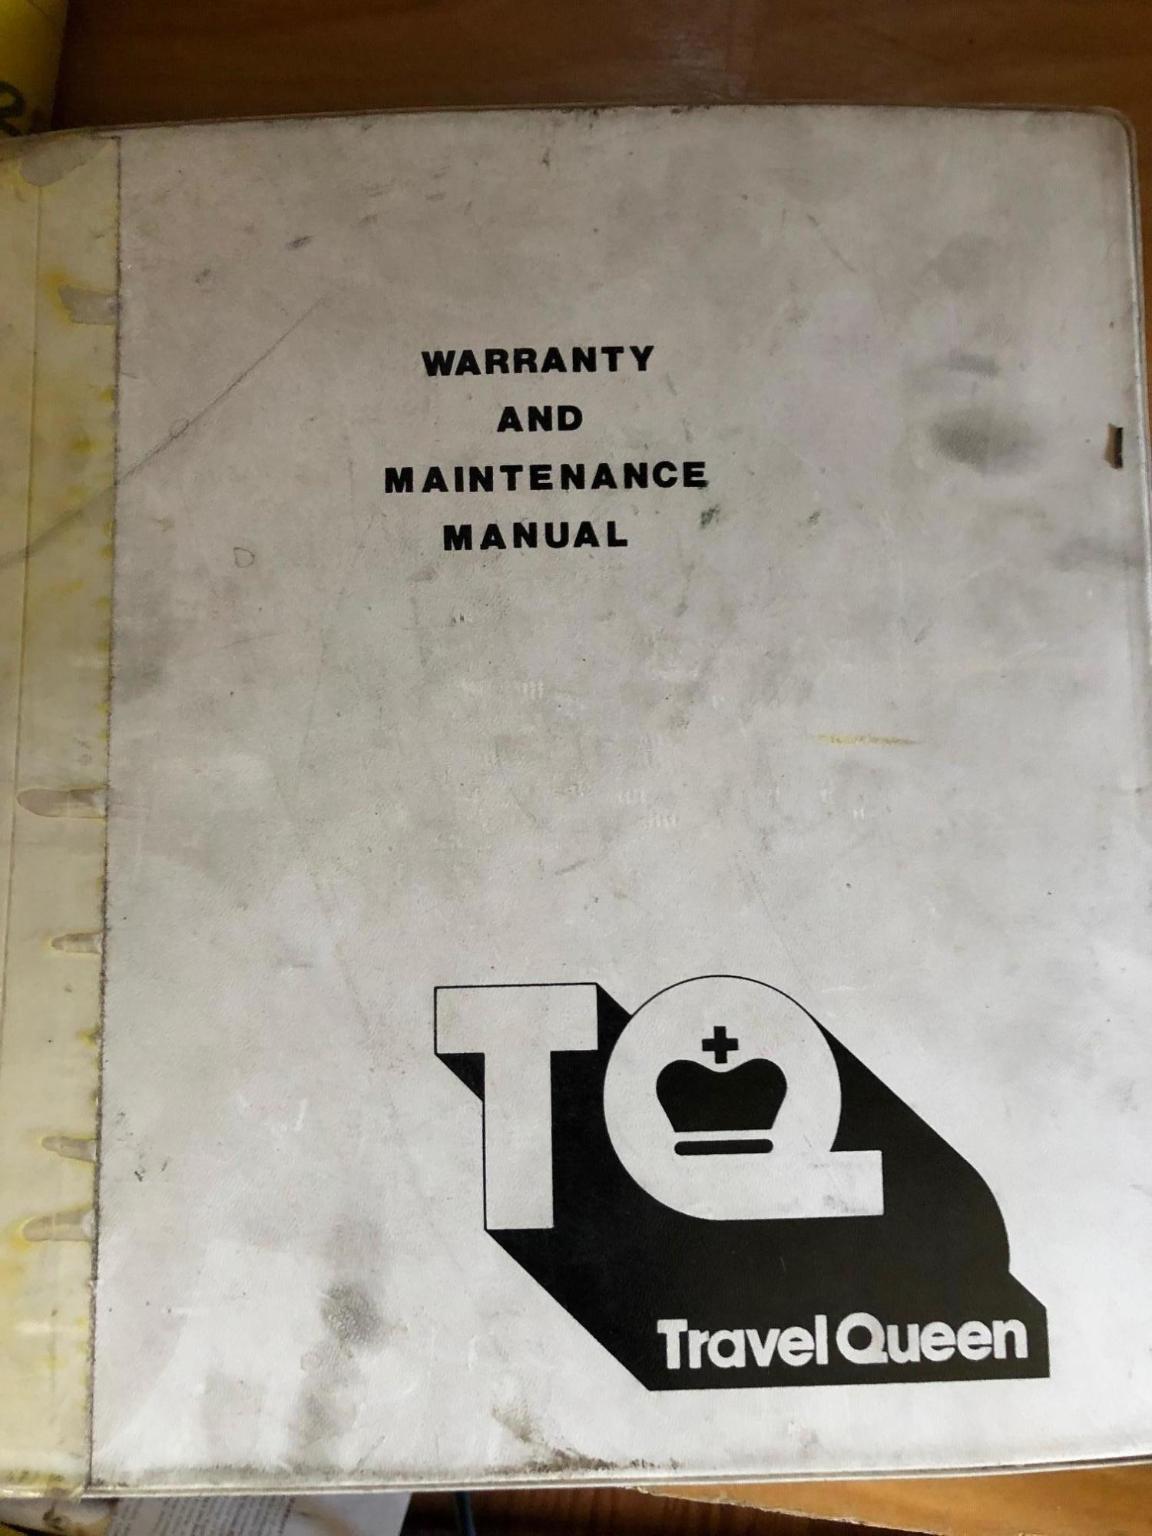 WARRANTY
AND
MAINTENANCE
MANUAL
TQ
Travel Queen